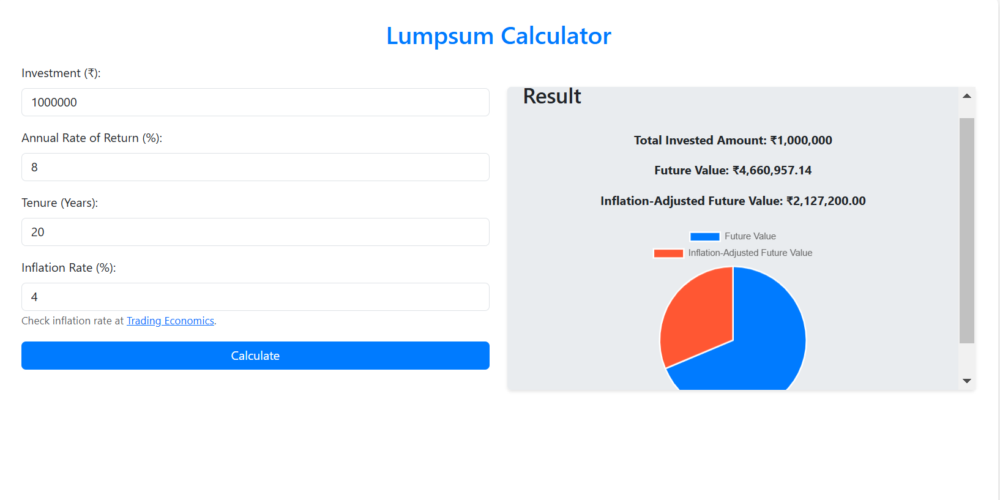 Lumpsum Calculator
Investment (₹):
1000000
Annual Rate of Return (%):
8
Tenure (Years):
20
Inflation Rate (%):
4
Check inflation rate at Trading Economics.
Calculate
Result
Total Invested Amount: ₹1,000,000
Future Value: ₹4,660,957.14
Inflation-Adjusted Future Value: ₹2,127,200.00
Future Value
Inflation-Adjusted Future Value